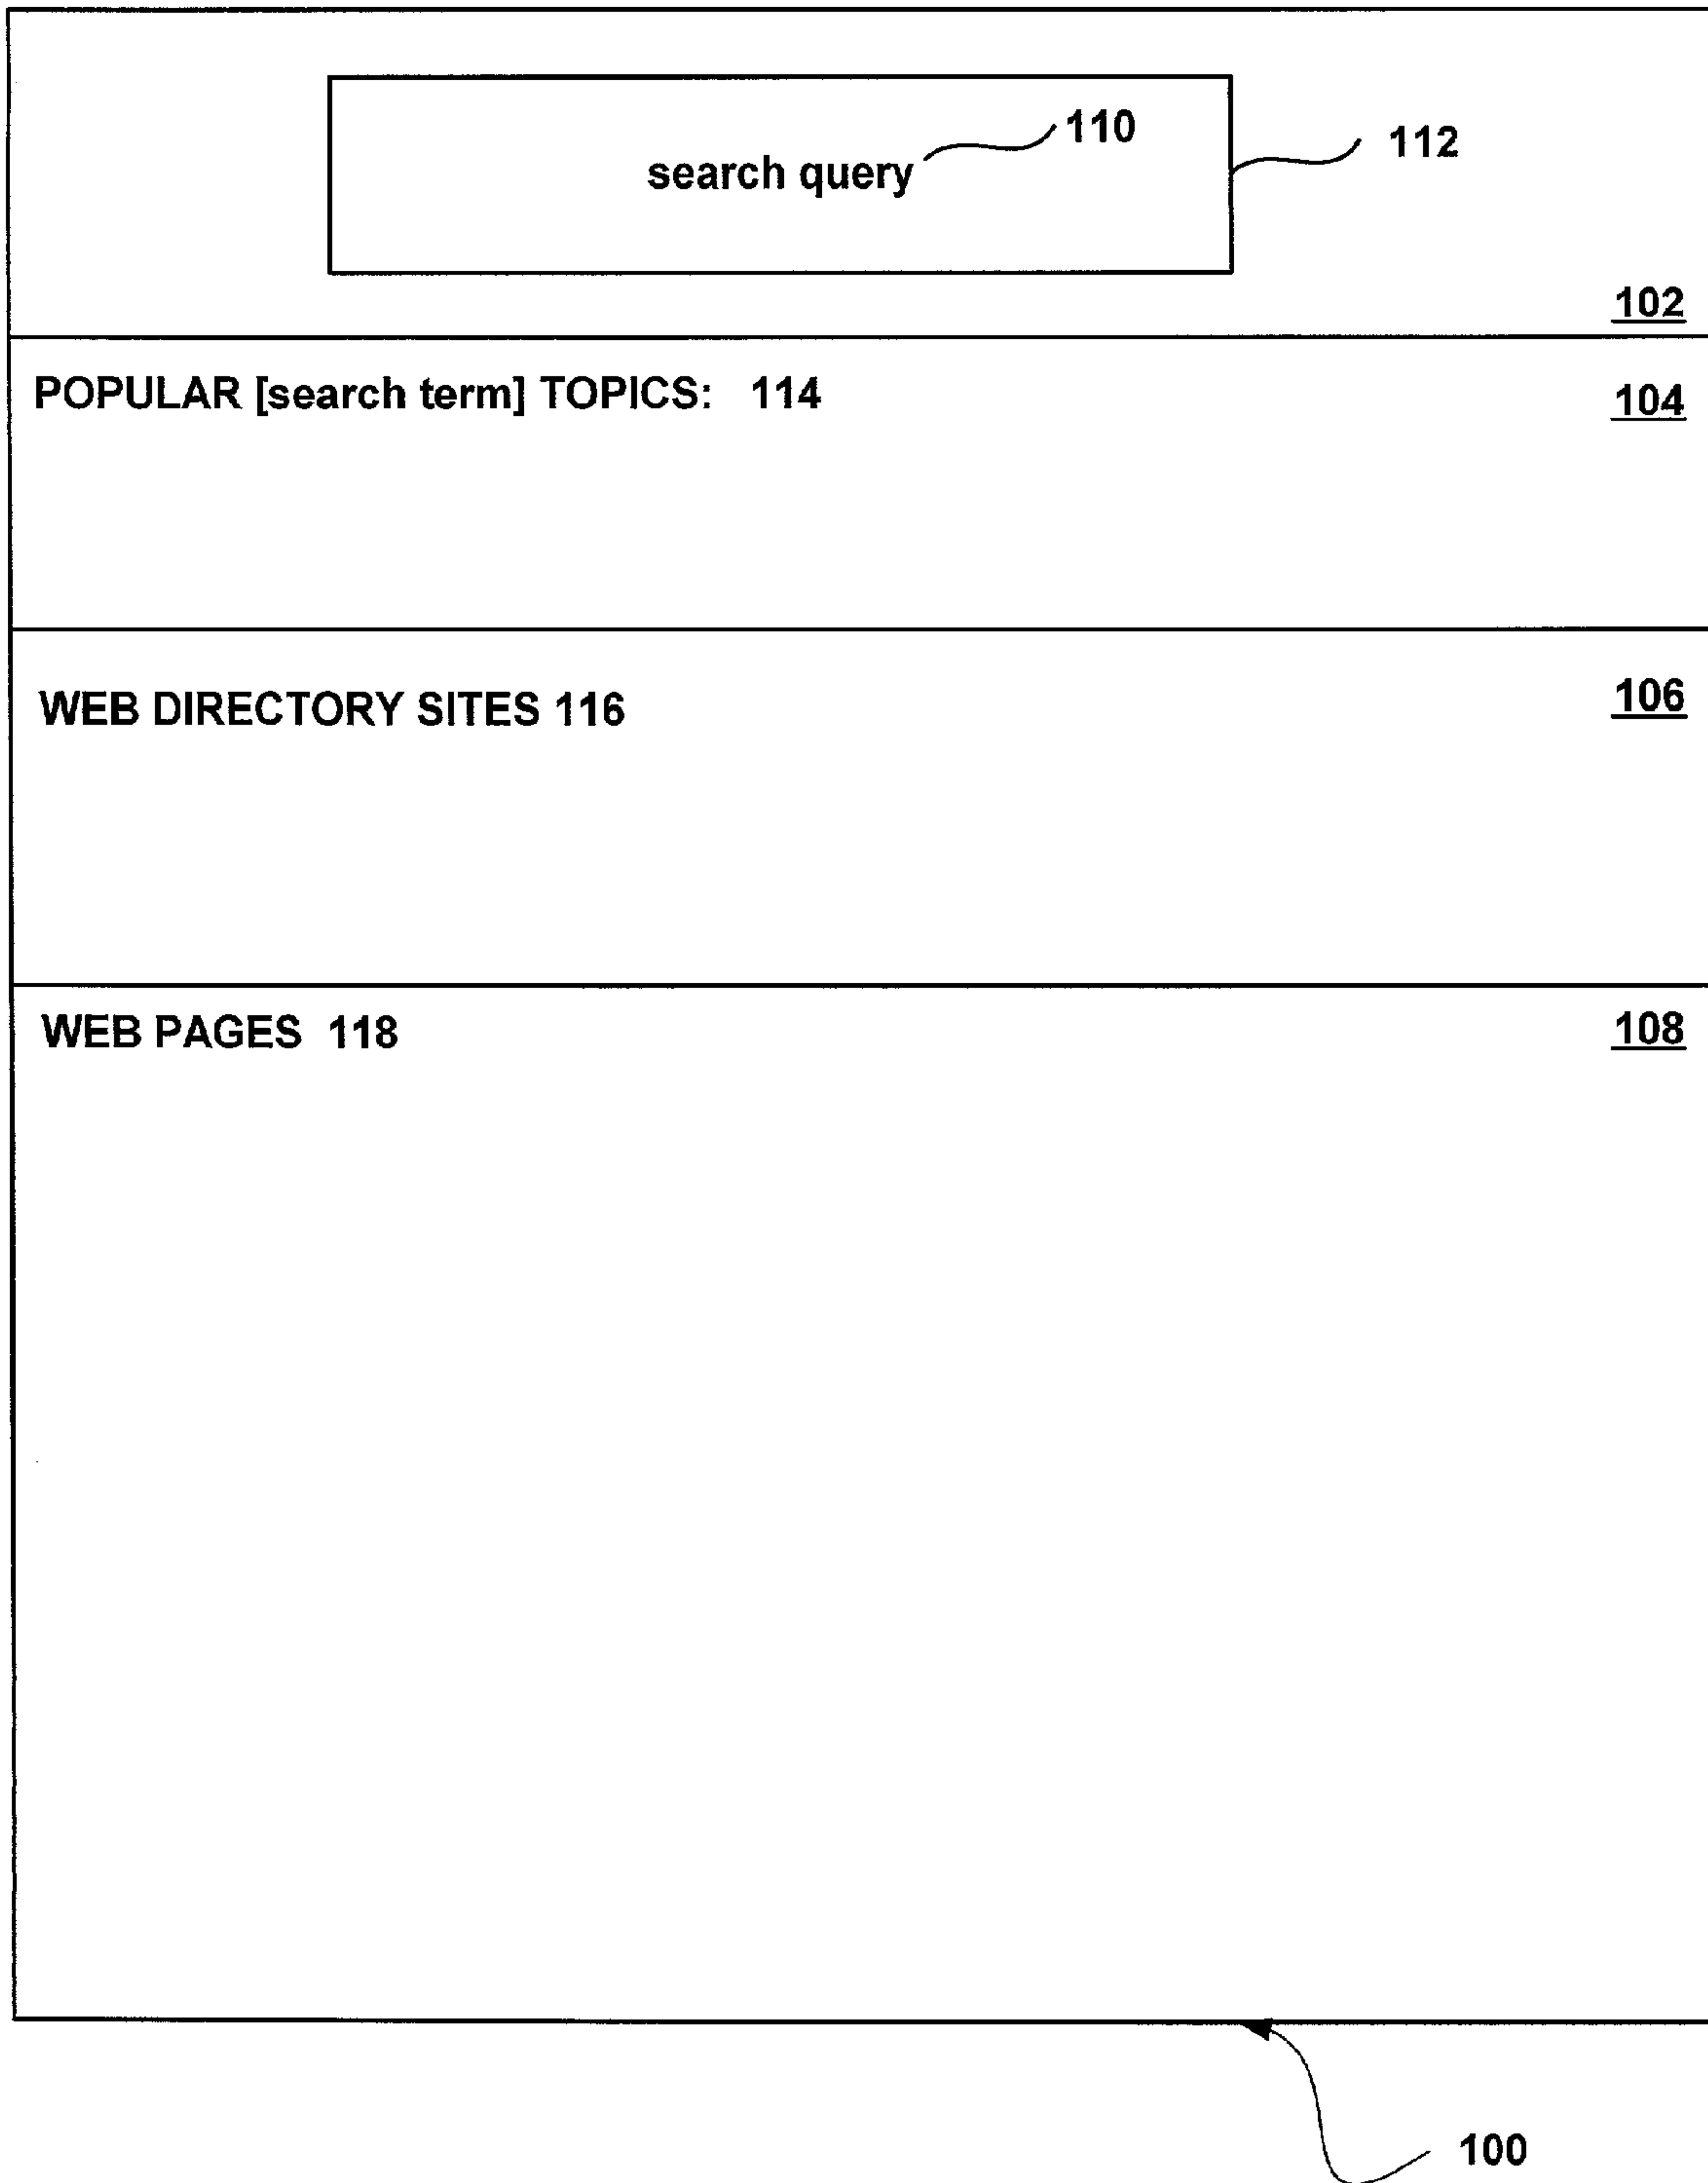 110
search query
112
102
POPULAR [search term] TOPICS: 114
104
WEB DIRECTORY SITES 116
106
WEB PAGES 118
108
100